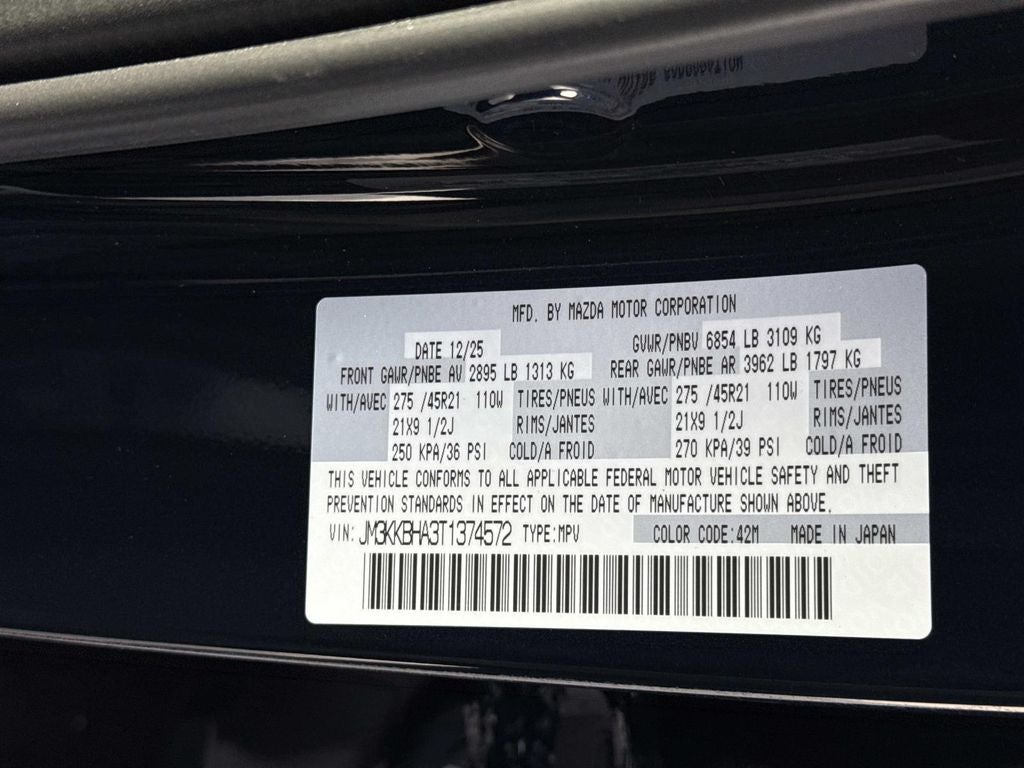 MFD. BY MAZDA MOTOR CORPORATION
DATE 12/25 GVWR/PNBV 6854 LB 3109 KG
FRONT GAWR/PNBE AV 2895 LB 1313 KG REAR GAWR/PNBE AR 3962 LB 1797 KG
WITH/AVEC 275 /45R21 110W TIRES/PNEUS WITH/AVEC 275 /45R21 110W TIRES/PNEUS
21X9 1/2J RIMS/JANTES 21X9 1/2J RIMS/JANTES
250 KPA/36 PSI COLD/A FROID 270 KPA/39 PSI COLD/A FROID
THIS VEHICLE CONFORMS TO ALL APPLICABLE FEDERAL MOTOR VEHICLE SAFETY AND THEFT
PREVENTION STANDARDS IN EFFECT ON THE DATE OF MANUFACTURE SHOWN ABOVE.
VIN: JM3KKBHA3T1374572 TYPE:MPV COLOR CODE:42M MADE IN JAPAN